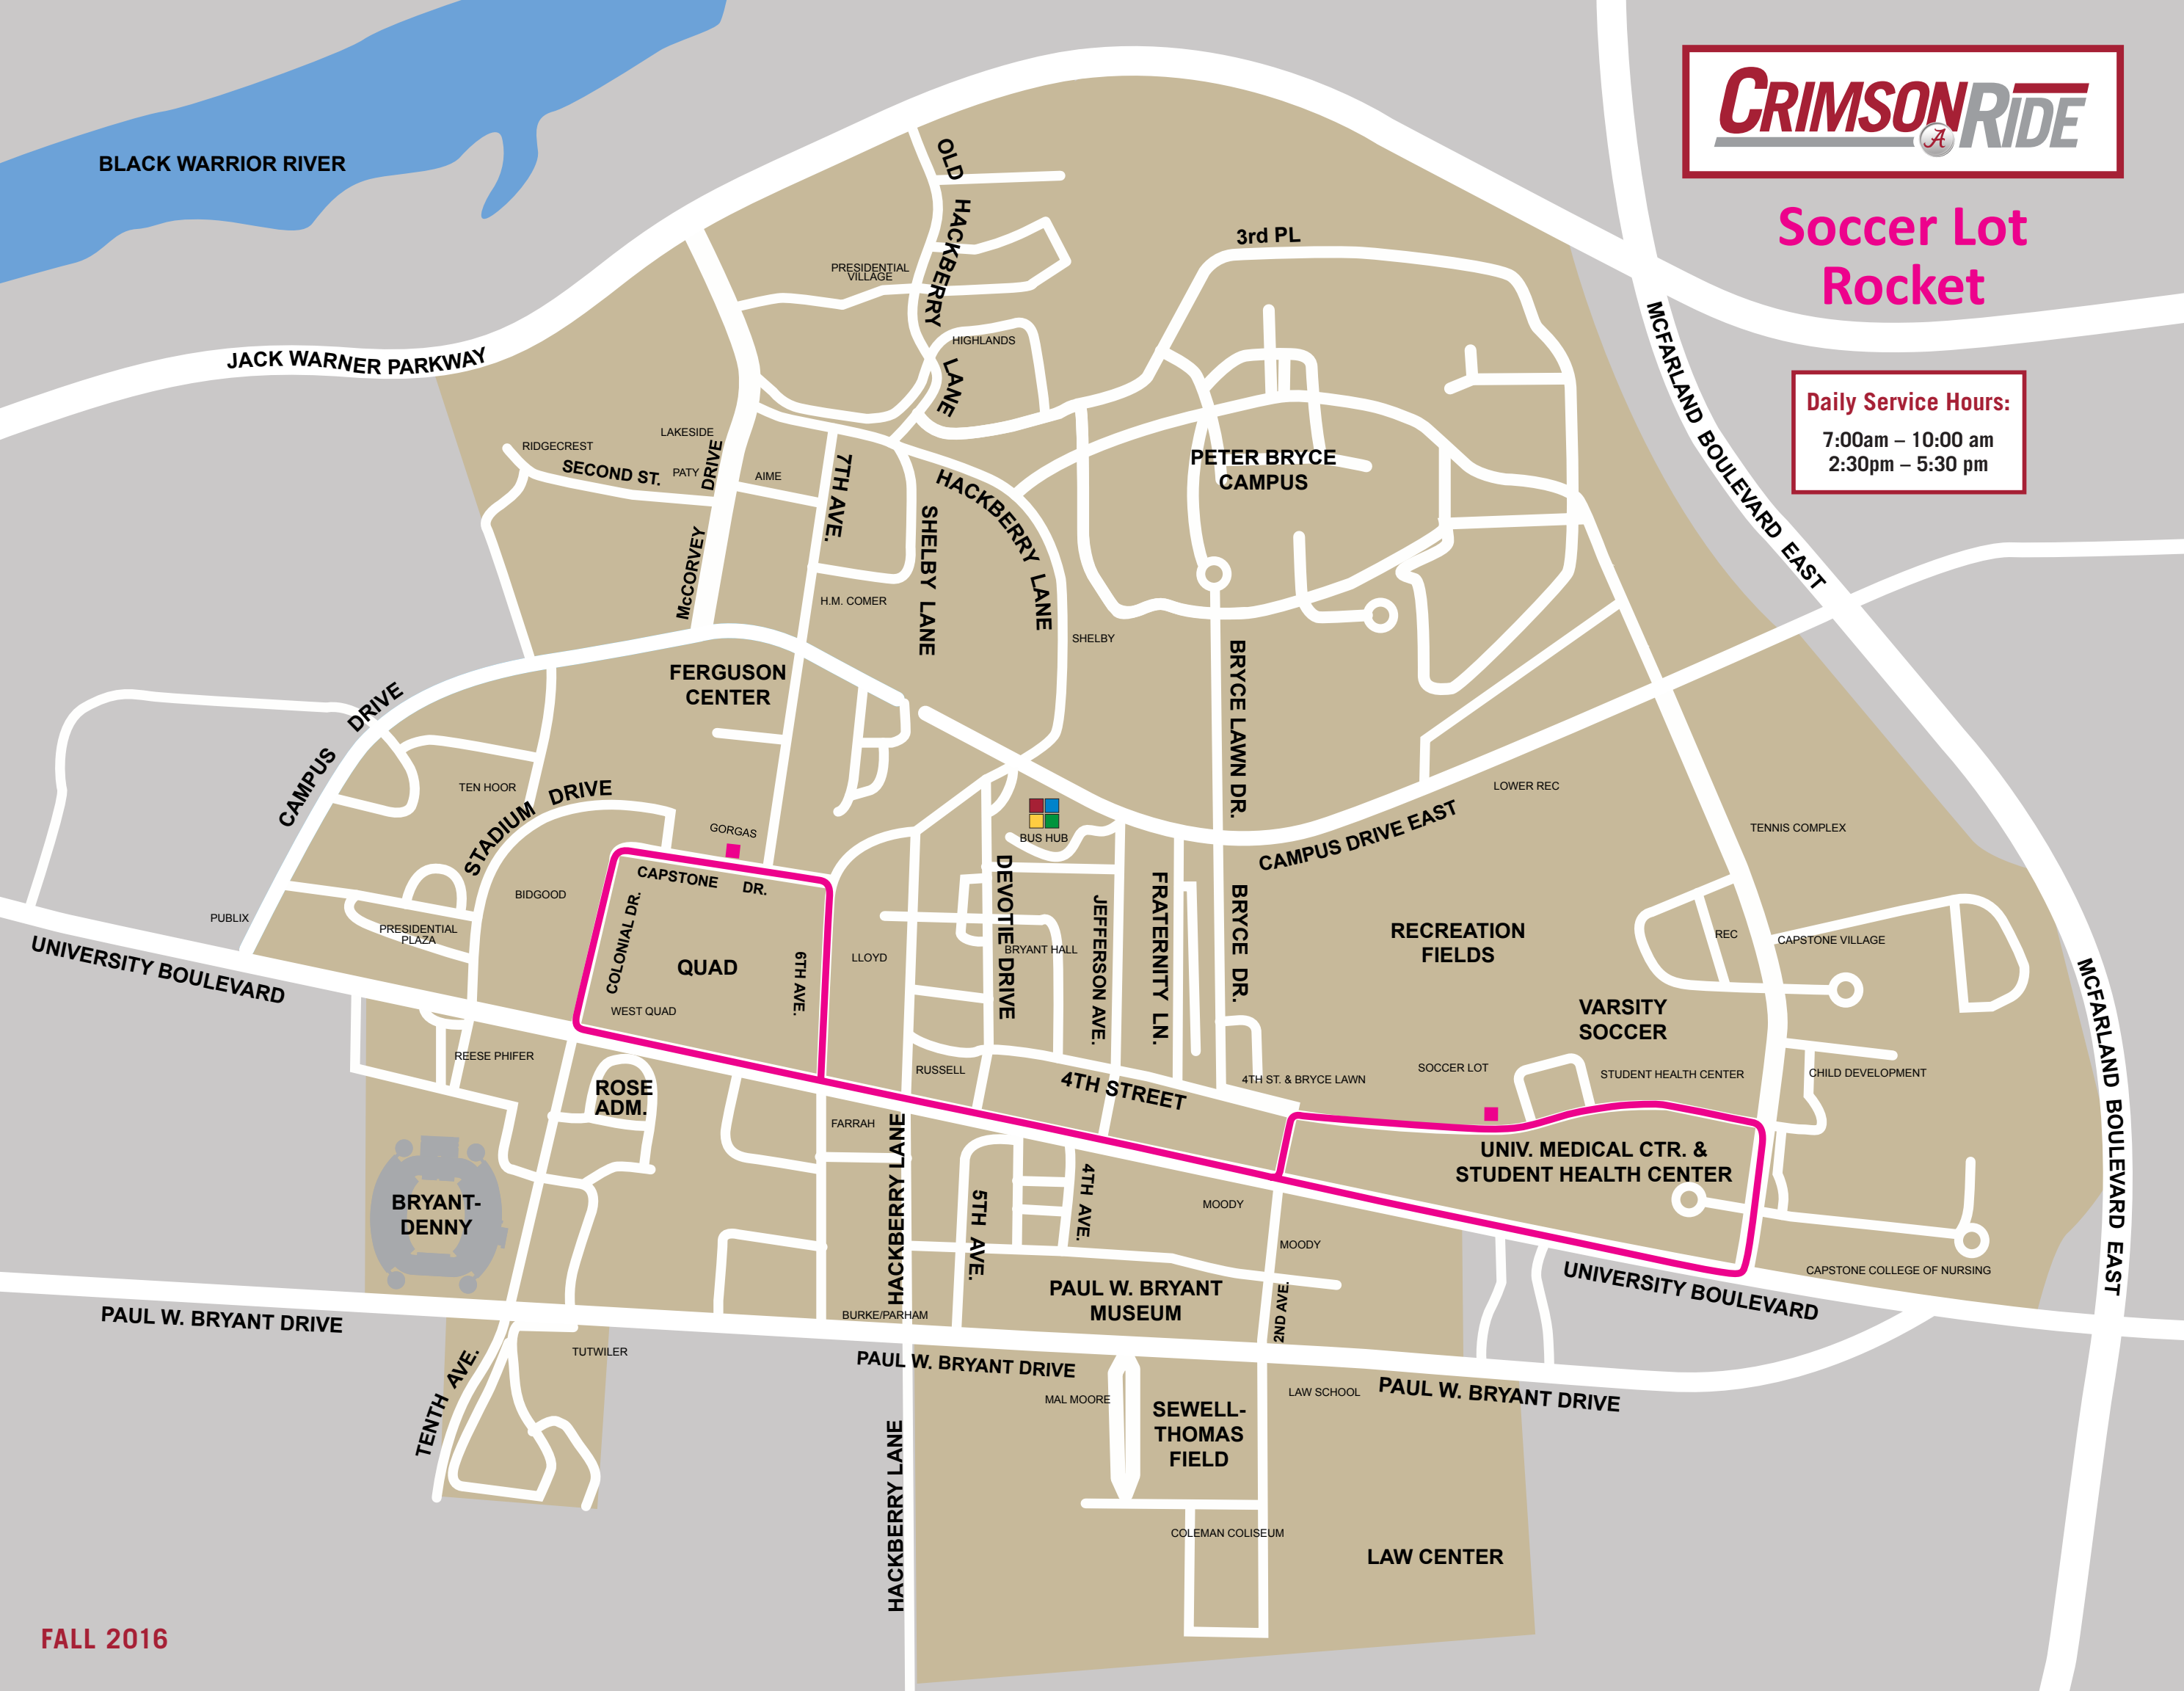 CRIMSONRIDE
A
Soccer Lot
Rocket
Daily Service Hours:
7:00am – 10:00 am
2:30pm – 5:30 pm
BLACK WARRIOR RIVER
JACK WARNER PARKWAY
OLD HACKBERRY LANE
PRESIDENTIAL
VILLAGE
HIGHLANDS
3rd PL
MCFARLAND BOULEVARD EAST
RIDGECREST
LAKESIDE
SECOND ST.
PATY
McCORVEY DRIVE
AIME
7TH AVE.
SHELBY LANE
HACKBERRY LANE
PETER BRYCE
CAMPUS
H.M. COMER
SHELBY
FERGUSON
CENTER
BRYCE LAWN DR.
CAMPUS DRIVE
TEN HOOR
STADIUM DRIVE
GORGAS
BUS HUB
CAMPUS DRIVE EAST
LOWER REC
TENNIS COMPLEX
CAPSTONE DR.
COLONIAL DR.
BIDGOOD
PUBLIX
PRESIDENTIAL
PLAZA
UNIVERSITY BOULEVARD
QUAD
WEST QUAD
6TH AVE.
LLOYD
DEVOTIE DRIVE
BRYANT HALL
JEFFERSON AVE.
FRATERNITY LN.
BRYCE DR.
RECREATION
FIELDS
REC
CAPSTONE VILLAGE
VARSITY
SOCCER
MCFARLAND BOULEVARD EAST
REESE PHIFER
ROSE
ADM.
RUSSELL
4TH STREET
4TH ST. & BRYCE LAWN
SOCCER LOT
STUDENT HEALTH CENTER
CHILD DEVELOPMENT
FARRAH
HACKBERRY LANE
UNIV. MEDICAL CTR. &
STUDENT HEALTH CENTER
BRYANT-
DENNY
5TH AVE.
4TH AVE.
MOODY
MOODY
2ND AVE.
UNIVERSITY BOULEVARD
CAPSTONE COLLEGE OF NURSING
PAUL W. BRYANT
MUSEUM
PAUL W. BRYANT DRIVE
BURKE/PARHAM
TUTWILER
TENTH AVE.
PAUL W. BRYANT DRIVE
MAL MOORE
SEWELL-
THOMAS
FIELD
LAW SCHOOL
PAUL W. BRYANT DRIVE
HACKBERRY LANE
COLEMAN COLISEUM
LAW CENTER
FALL 2016